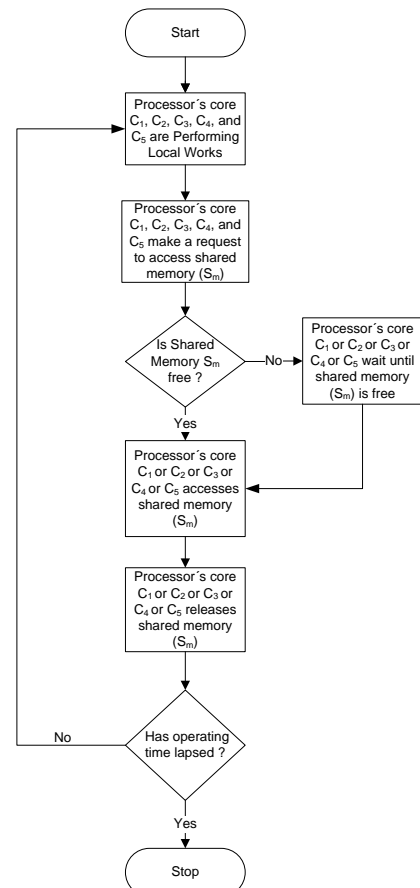 Start
Processor´s core
C₁, C₂, C₃, C₄, and
C₅ are Performing
Local Works
Processor´s core
C₁, C₂, C₃, C₄, and
C₅ make a request
to access shared
memory (Sₘ)
Is Shared
Memory Sₘ
free ?
No
Processor´s core
C₁ or C₂ or C₃ or
C₄ or C₅ wait until
shared memory
(Sₘ) is free
Yes
Processor´s core
C₁ or C₂ or C₃ or
C₄ or C₅ accesses
shared memory
(Sₘ)
Processor´s core
C₁ or C₂ or C₃ or
C₄ or C₅ releases
shared memory
(Sₘ)
Has operating
time lapsed ?
No
Yes
Stop